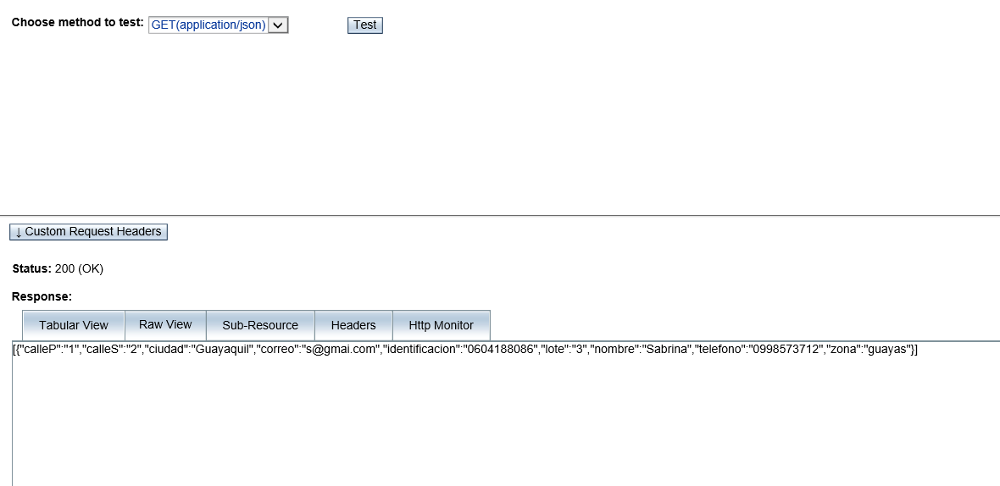 Choose method to test: GET(application/json) Test
↓ Custom Request Headers
Status: 200 (OK)
Response:
Tabular View Raw View Sub-Resource Headers Http Monitor
[{"calleP":"1","calleS":"2","ciudad":"Guayaquil","correo":"s@gmai.com","identificacion":"0604188086","lote":"3","nombre":"Sabrina","telefono":"0998573712","zona":"guayas"}]